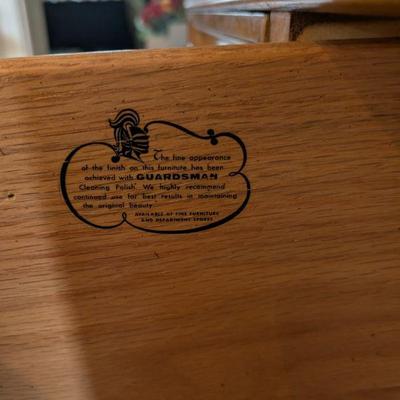 The fine appearance
of the finish on this furniture has been
achieved with GUARDSMAN
Cleaning Polish. We highly recommend
continued use for best results in maintaining
the original beauty.
AVAILABLE AT FINE FURNITURE
AND DEPARTMENT STORES